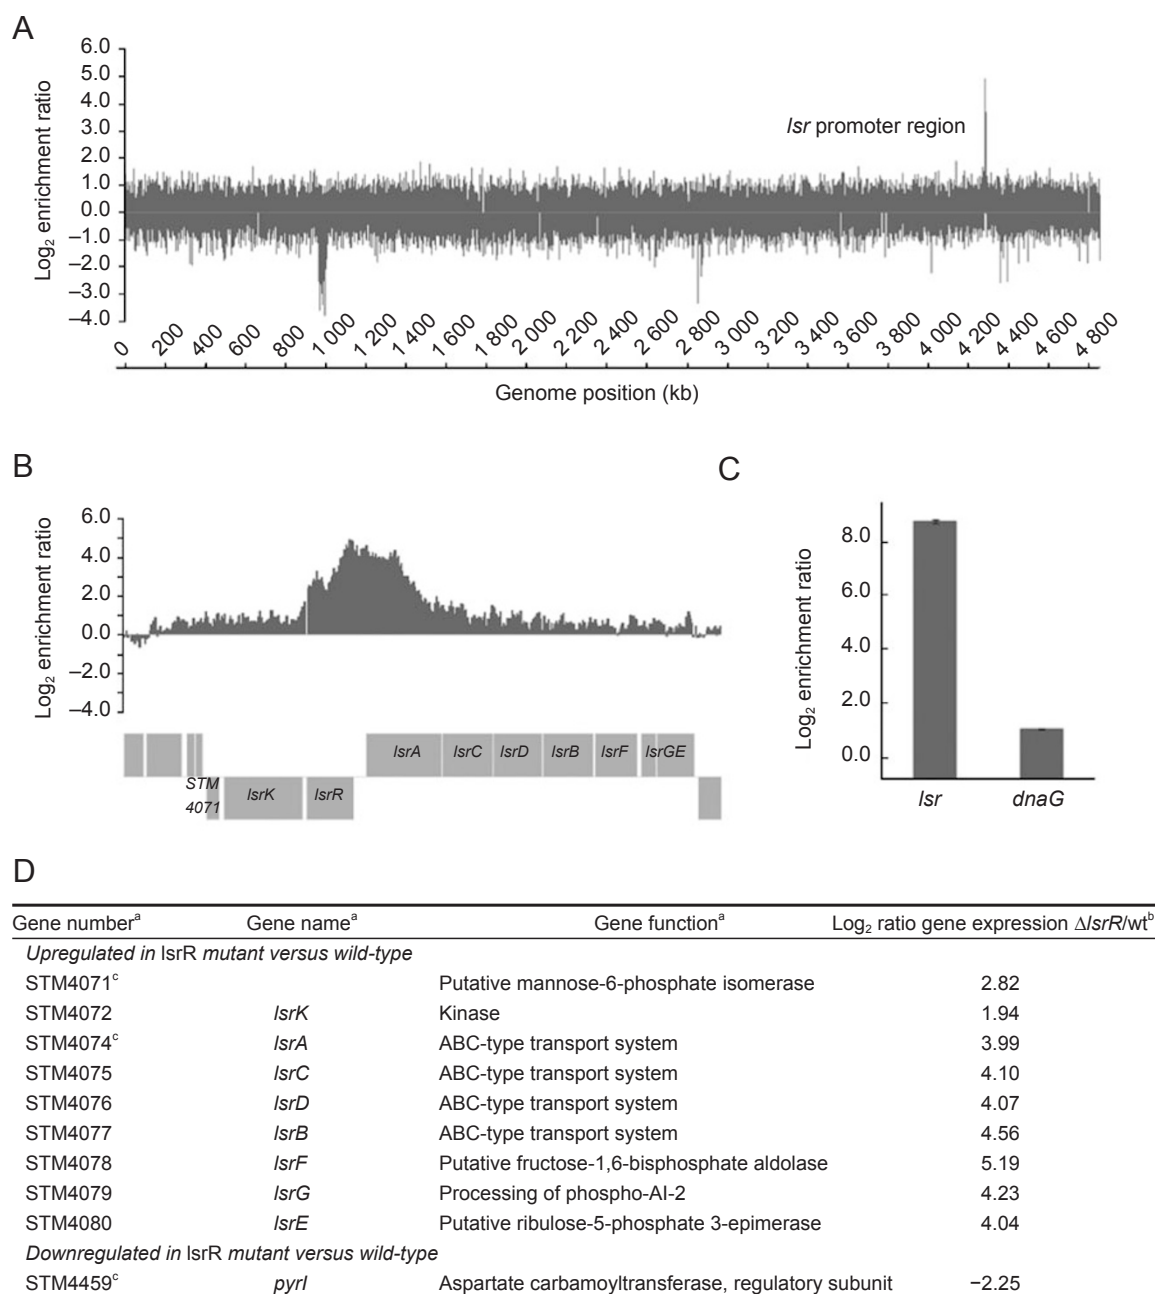 A
6.0
5.0
4.0
3.0
2.0
1.0
0.0
−1.0
−2.0
−3.0
−4.0
Log2 enrichment ratio
lsr promoter region
0 200 400 600 800 1 000 1 200 1 400 1 600 1 800 2 000 2 200 2 400 2 600 2 800 3 000 3 200 3 400 3 600 3 800 4 000 4 200 4 400 4 600 4 800
Genome position (kb)
B
6.0
4.0
2.0
0.0
−2.0
−4.0
Log2 enrichment ratio
lsrA lsrC lsrD lsrB lsrF lsrGE
STM
4071 lsrK lsrR
C
8.0
6.0
4.0
2.0
0.0
Log2 enrichment ratio
lsr dnaG
D
Gene number^a Gene name^a Gene function^a Log2 ratio gene expression ΔlsrR/wt^b
Upregulated in lsrR mutant versus wild-type
STM4071^c Putative mannose-6-phosphate isomerase 2.82
STM4072 lsrK Kinase 1.94
STM4074^c lsrA ABC-type transport system 3.99
STM4075 lsrC ABC-type transport system 4.10
STM4076 lsrD ABC-type transport system 4.07
STM4077 lsrB ABC-type transport system 4.56
STM4078 lsrF Putative fructose-1,6-bisphosphate aldolase 5.19
STM4079 lsrG Processing of phospho-AI-2 4.23
STM4080 lsrE Putative ribulose-5-phosphate 3-epimerase 4.04
Downregulated in lsrR mutant versus wild-type
STM4459^c pyrI Aspartate carbamoyltransferase, regulatory subunit −2.25